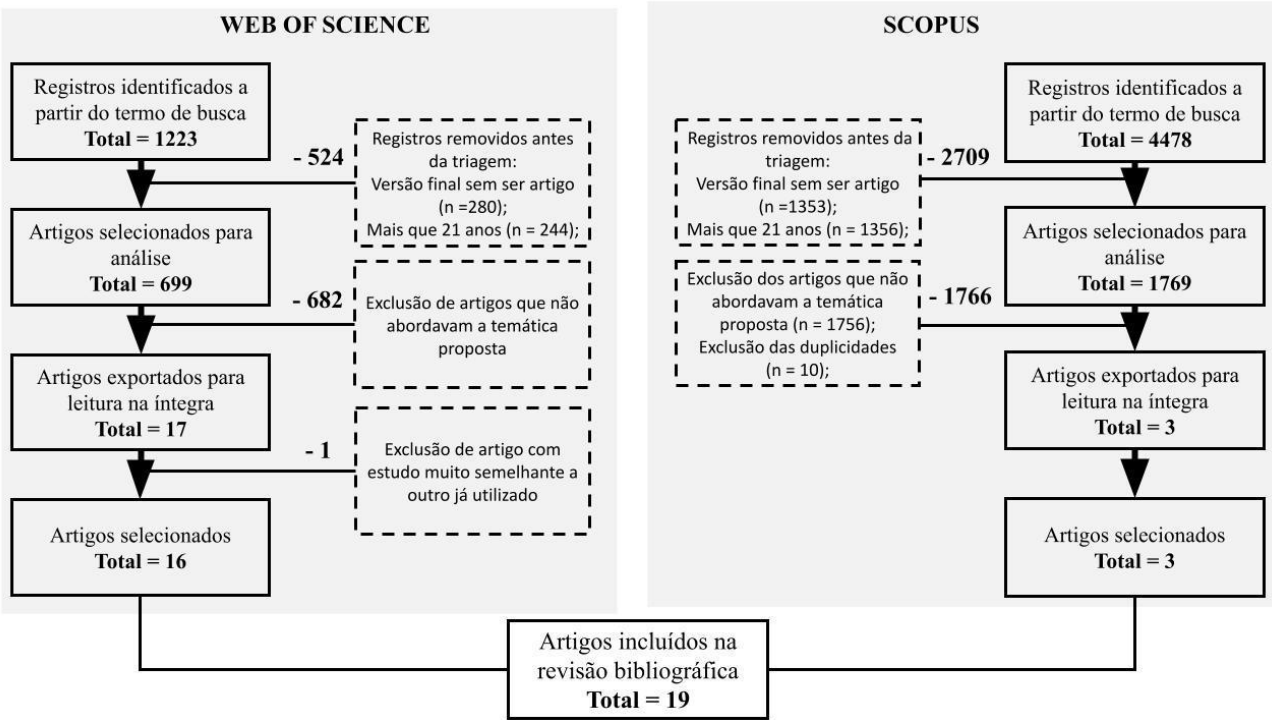 WEB OF SCIENCE
Registros identificados a
partir do termo de busca
Total = 1223
- 524
Registros removidos antes
da triagem:
Versão final sem ser artigo
(n =280);
Mais que 21 anos (n = 244);
Artigos selecionados para
análise
Total = 699
- 682
Exclusão de artigos que não
abordavam a temática
proposta
Artigos exportados para
leitura na íntegra
Total = 17
- 1
Exclusão de artigo com
estudo muito semelhante a
outro já utilizado
Artigos selecionados
Total = 16
SCOPUS
Registros identificados a
partir do termo de busca
Total = 4478
- 2709
Registros removidos antes da
triagem:
Versão final sem ser artigo
(n =1353);
Mais que 21 anos (n = 1356);
Artigos selecionados para
análise
Total = 1769
- 1766
Exclusão dos artigos que não
abordavam a temática
proposta (n = 1756);
Exclusão das duplicidades
(n = 10);
Artigos exportados para
leitura na íntegra
Total = 3
Artigos selecionados
Total = 3
Artigos incluídos na
revisão bibliográfica
Total = 19